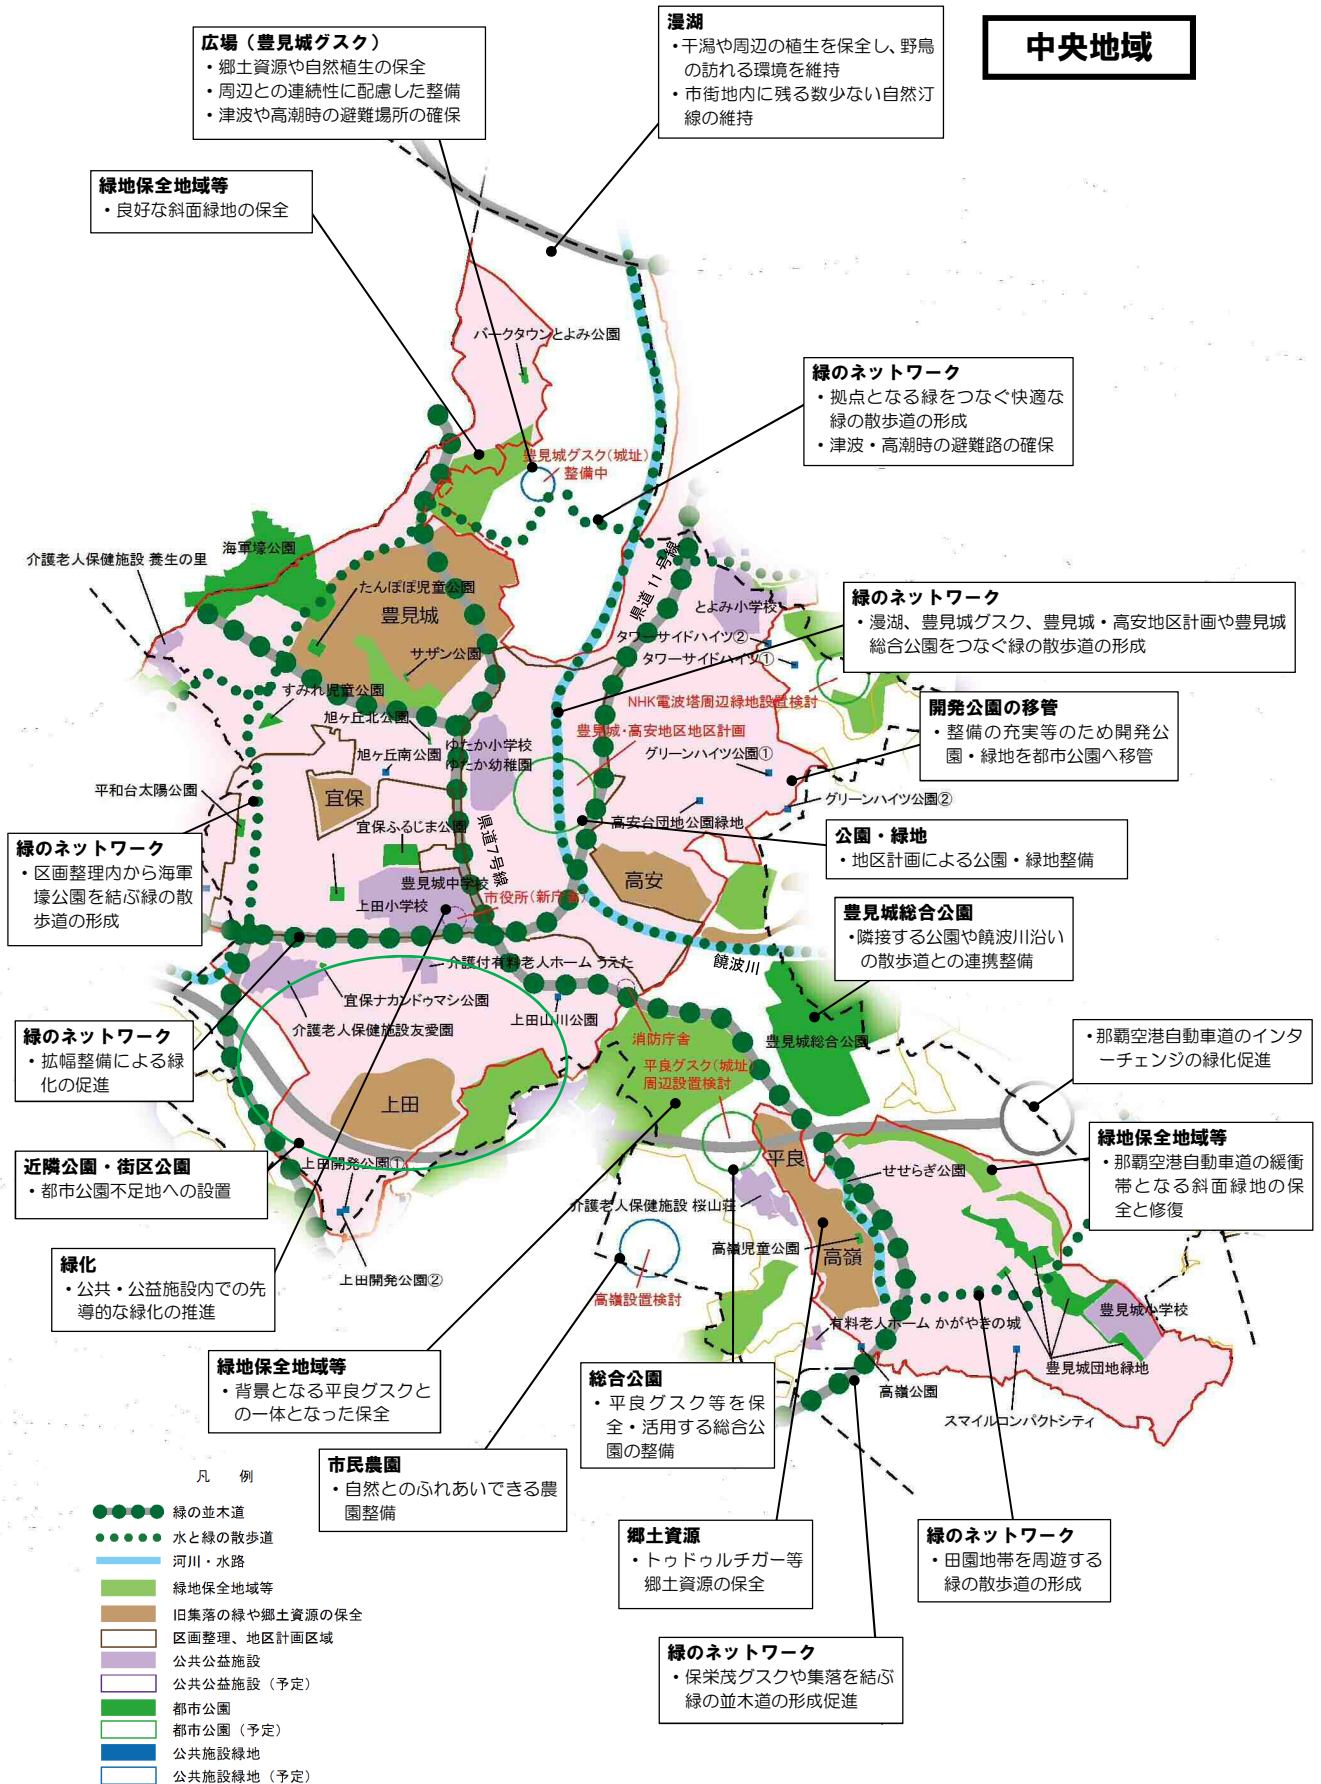 中央地域
広場（豊見城グスク）
・郷土資源や自然植生の保全
・周辺との連続性に配慮した整備
・津波や高潮時の避難場所の確保
漫湖
・干潟や周辺の植生を保全し、野鳥
の訪れる環境を維持
・市街地内に残る数少ない自然汀
線の維持
緑地保全地域等
・良好な斜面緑地の保全
パークタウンとよみ公園
緑のネットワーク
・拠点となる緑をつなぐ快適な
緑の散歩道の形成
・津波・高潮時の避難路の確保
豊見城グスク(城址)
整備中
海軍壕公園
介護老人保健施設 養生の里
たんぽぽ児童公園
豊見城
サザン公園
すみれ児童公園
旭ヶ丘北公園
旭ヶ丘南公園
ゆたか小学校
ゆたか幼稚園
県道11号線
とよみ小学校
タワーサイドハイツ②
タワーサイドハイツ①
NHK電波塔周辺緑地設置検討
豊見城・高安地区地区計画
グリーンハイツ公園①
グリーンハイツ公園②
高安台団地公園緑地
緑のネットワーク
・漫湖、豊見城グスク、豊見城・高安地区計画や豊見城
総合公園をつなぐ緑の散歩道の形成
開発公園の移管
・整備の充実等のため開発公
園・緑地を都市公園へ移管
公園・緑地
・地区計画による公園・緑地整備
平和台太陽公園
宜保
宜保ふるじま公園
県道7号線
豊見城中学校
上田小学校
市役所(新庁舎)
高安
緑のネットワーク
・区画整理内から海軍
壕公園を結ぶ緑の散
歩道の形成
豊見城総合公園
・隣接する公園や饒波川沿い
の散歩道との連携整備
饒波川
介護付有料老人ホーム うえた
宜保ナカンドゥマシ公園
介護老人保健施設友愛園
上田山川公園
消防庁舎
豊見城総合公園
平良グスク(城址)
周辺設置検討
緑のネットワーク
・拡幅整備による緑
化の促進
・那覇空港自動車道のインタ
ーチェンジの緑化促進
上田
平良
せせらぎ公園
緑地保全地域等
・那覇空港自動車道の緩衝
帯となる斜面緑地の保
全と修復
近隣公園・街区公園
・都市公園不足地への設置
上田開発公園①
上田開発公園②
介護老人保健施設 桜山荘
高嶺児童公園
高嶺
高嶺設置検討
緑化
・公共・公益施設内での先
導的な緑化の推進
有料老人ホーム かがやきの城
豊見城小学校
豊見城団地緑地
高嶺公園
スマイルコンパクトシティ
緑地保全地域等
・背景となる平良グスクと
の一体となった保全
総合公園
・平良グスク等を保
全・活用する総合公
園の整備
市民農園
・自然とのふれあいできる農
園整備
郷土資源
・トゥドゥルチガー等
郷土資源の保全
緑のネットワーク
・田園地帯を周遊する
緑の散歩道の形成
緑のネットワーク
・保栄茂グスクや集落を結ぶ
緑の並木道の形成促進
凡 例
緑の並木道
水と緑の散歩道
河川・水路
緑地保全地域等
旧集落の緑や郷土資源の保全
区画整理、地区計画区域
公共公益施設
公共公益施設（予定）
都市公園
都市公園（予定）
公共施設緑地
公共施設緑地（予定）